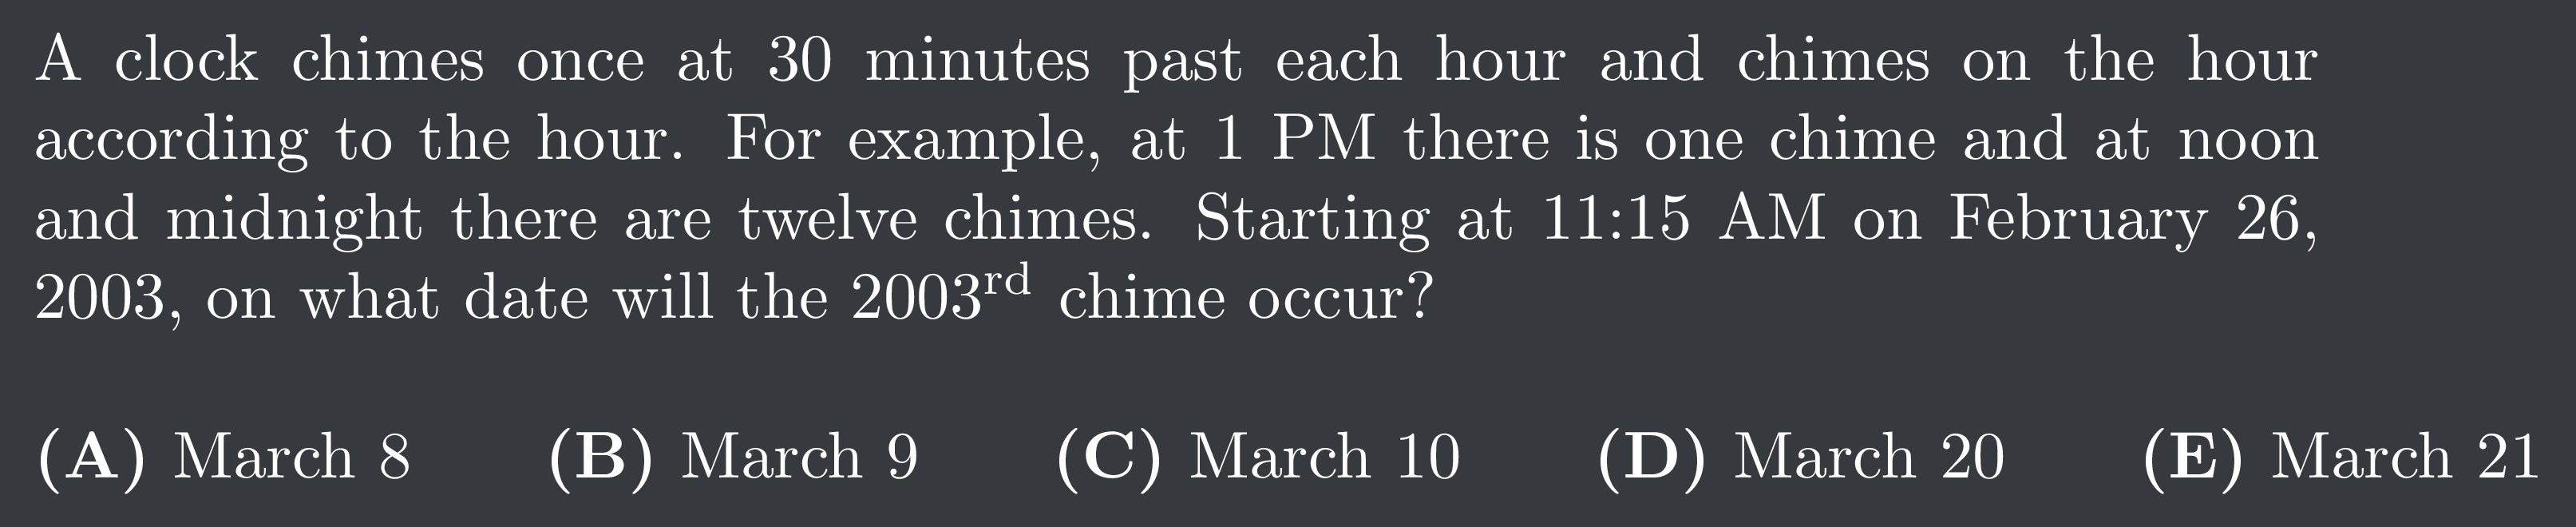 A clock chimes once at 30 minutes past each hour and chimes on the hour
according to the hour. For example, at 1 PM there is one chime and at noon
and midnight there are twelve chimes. Starting at 11:15 AM on February 26,
2003, on what date will the 2003rd chime occur?
(A) March 8 (B) March 9 (C) March 10 (D) March 20 (E) March 21